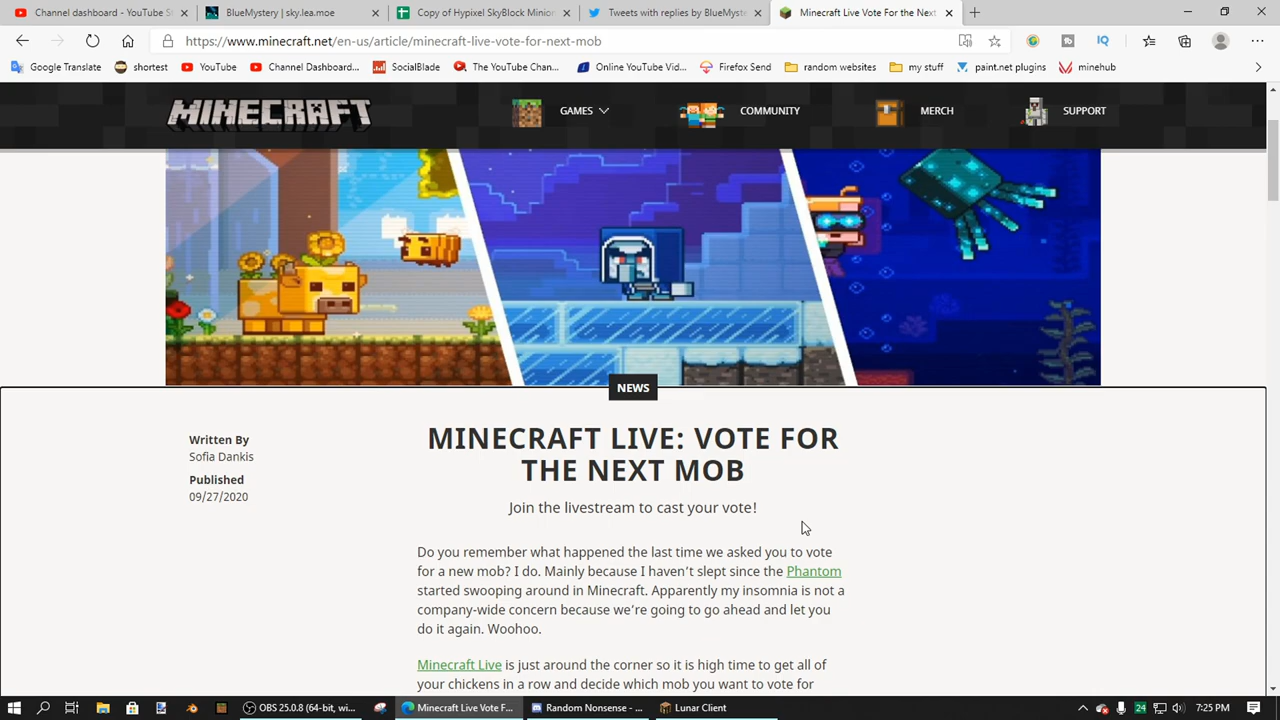 Channel dashboard - YouTube S
BlueMystery | sky.lea.moe
Copy of Hypixel SkyBlock Minion
Tweets with replies by BlueMyste
Minecraft Live Vote For the Next
https://www.minecraft.net/en-us/article/minecraft-live-vote-for-next-mob
Google Translate
shortest
YouTube
Channel Dashboard...
SocialBlade
The YouTube Chan...
Online YouTube Vid...
Firefox Send
random websites
my stuff
paint.net plugins
minehub
MINECRAFT
GAMES
COMMUNITY
MERCH
SUPPORT
NEWS
Written By
Sofia Dankis
Published
09/27/2020
MINECRAFT LIVE: VOTE FOR
THE NEXT MOB
Join the livestream to cast your vote!
Do you remember what happened the last time we asked you to vote
for a new mob? I do. Mainly because I haven't slept since the Phantom
started swooping around in Minecraft. Apparently my insomnia is not a
company-wide concern because we're going to go ahead and let you
do it again. Woohoo.
Minecraft Live is just around the corner so it is high time to get all of
your chickens in a row and decide which mob you want to vote for
OBS 25.0.8 (64-bit, wi...
Minecraft Live Vote F...
Random Nonsense - ...
Lunar Client
24
7:25 PM